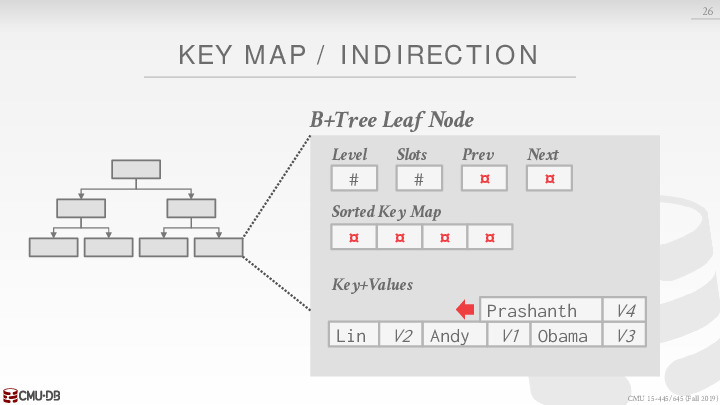 26
KEY MAP / INDIRECTION
B+Tree Leaf Node
Level Slots Prev Next
# # ¤ ¤
Sorted Key Map
¤ ¤ ¤ ¤
Key+Values
Prashanth V4
Lin V2 Andy V1 Obama V3
CMU·DB
CMU 15-445/645 (Fall 2019)